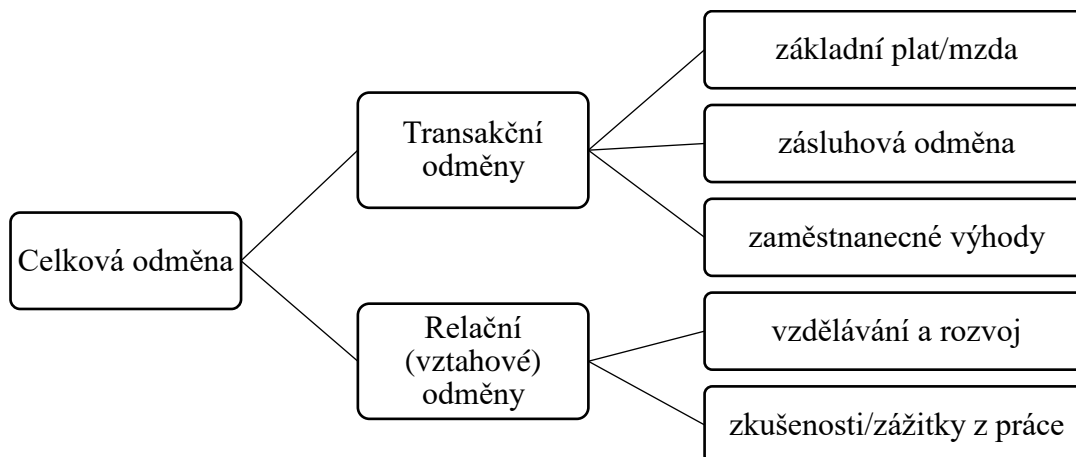 Celková odměna
Transakční
odměny
základní plat/mzda
zásluhová odměna
zaměstnanecné výhody
Relační
(vztahové)
odměny
vzdělávání a rozvoj
zkušenosti/zážitky z práce